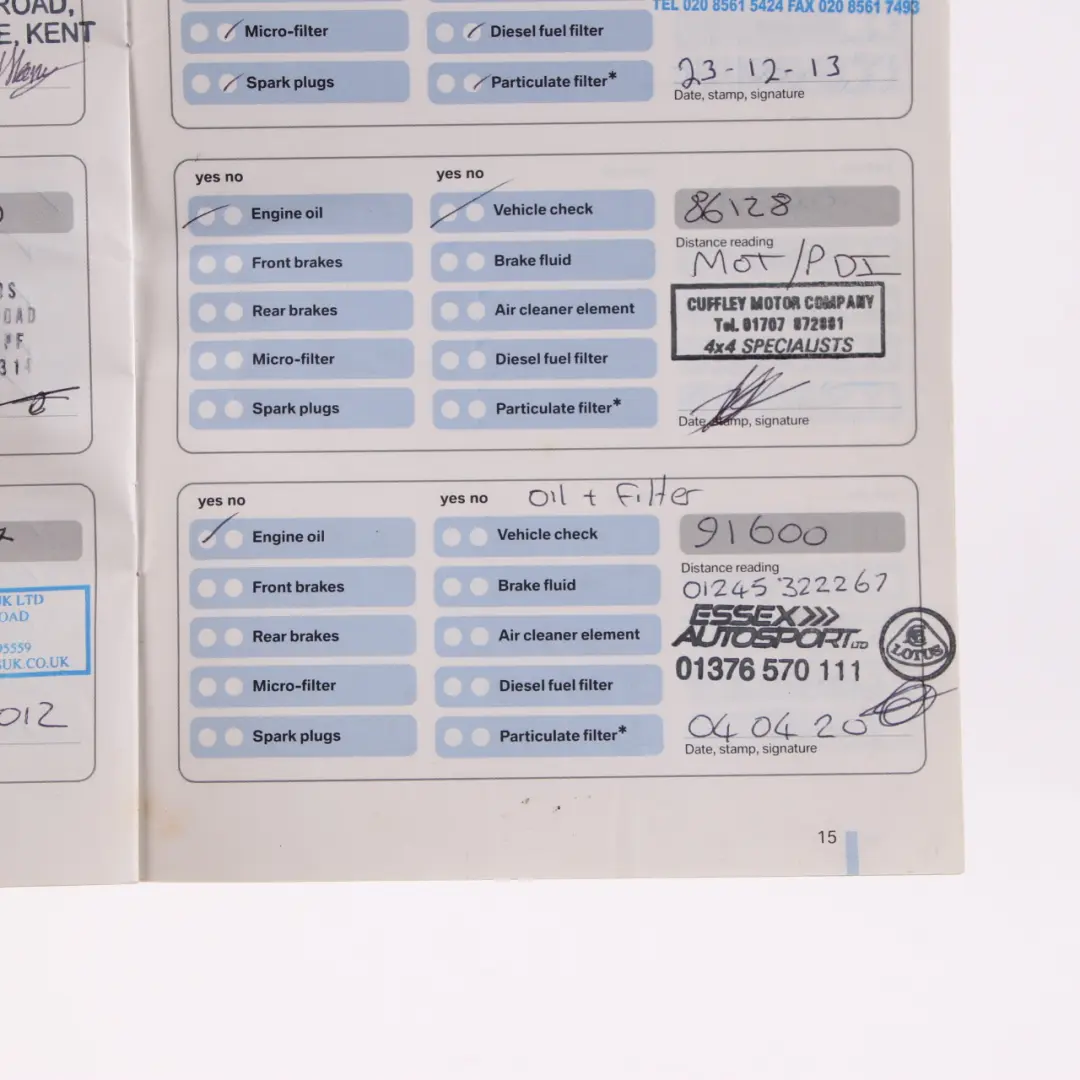 ROAD,
E, KENT
UK LTD
OAD
95559
SUK.CO.UK
012
TEL 020 8561 5424 FAX 020 8561 7493
Micro-filter
Diesel fuel filter
Spark plugs
Particulate filter*
23-12-13
Date, stamp, signature
yes no
yes no
Engine oil
Vehicle check
86128
Distance reading
Front brakes
Brake fluid
MOT/PDI
Rear brakes
Air cleaner element
CUFFLEY MOTOR COMPANY
Tel. 01707 872881
4x4 SPECIALISTS
Micro-filter
Diesel fuel filter
Spark plugs
Particulate filter*
Date, stamp, signature
yes no
yes no
Oil + Filter
Engine oil
Vehicle check
91600
Distance reading
Front brakes
Brake fluid
01245 322267
Rear brakes
Air cleaner element
ESSEX
AUTOSPORT LTD
LOTUS
01376 570 111
Micro-filter
Diesel fuel filter
Spark plugs
Particulate filter*
04 04 20
Date, stamp, signature
15